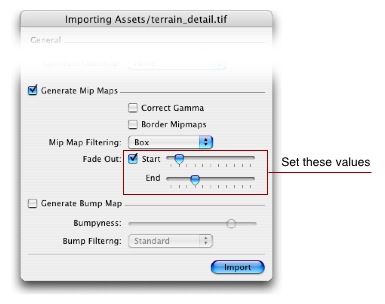 Importing Assets/terrain_detail.tif
General
Generate Mip Maps
Correct Gamma
Border Mipmaps
Mip Map Filtering: Box
Fade Out: Start
Set these values
End
Generate Bump Map
Bumpyness:
Bump Filterng: Standard
Import